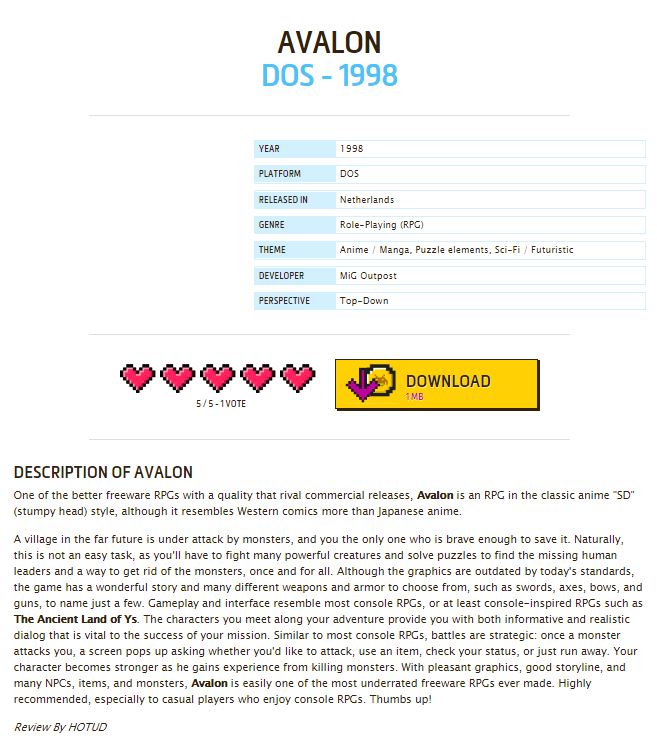 AVALON
DOS - 1998
YEAR 1998
PLATFORM DOS
RELEASED IN Netherlands
GENRE Role-Playing (RPG)
THEME Anime / Manga, Puzzle elements, Sci-Fi / Futuristic
DEVELOPER MiG Outpost
PERSPECTIVE Top-Down
5 / 5 - 1 VOTE
DOWNLOAD
1 MB
DESCRIPTION OF AVALON
One of the better freeware RPGs with a quality that rival commercial releases, Avalon is an RPG in the classic anime "SD"
(stumpy head) style, although it resembles Western comics more than Japanese anime.
A village in the far future is under attack by monsters, and you the only one who is brave enough to save it. Naturally,
this is not an easy task, as you'll have to fight many powerful creatures and solve puzzles to find the missing human
leaders and a way to get rid of the monsters, once and for all. Although the graphics are outdated by today's standards,
the game has a wonderful story and many different weapons and armor to choose from, such as swords, axes, bows, and
guns, to name just a few. Gameplay and interface resemble most console RPGs, or at least console-inspired RPGs such as
The Ancient Land of Ys. The characters you meet along your adventure provide you with both informative and realistic
dialog that is vital to the success of your mission. Similar to most console RPGs, battles are strategic: once a monster
attacks you, a screen pops up asking whether you'd like to attack, use an item, check your status, or just run away. Your
character becomes stronger as he gains experience from killing monsters. With pleasant graphics, good storyline, and
many NPCs, items, and monsters, Avalon is easily one of the most underrated freeware RPGs ever made. Highly
recommended, especially to casual players who enjoy console RPGs. Thumbs up!
Review By HOTUD